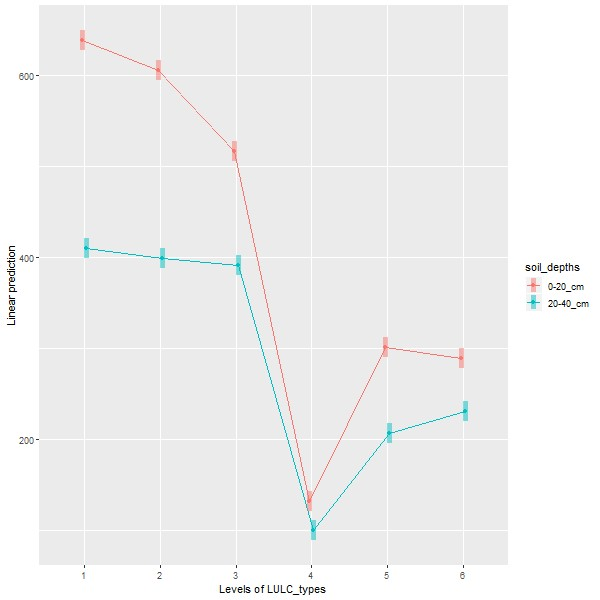 600
400
200
Linear prediction
1 2 3 4 5 6
Levels of LULC_types
soil_depths
0-20_cm
20-40_cm